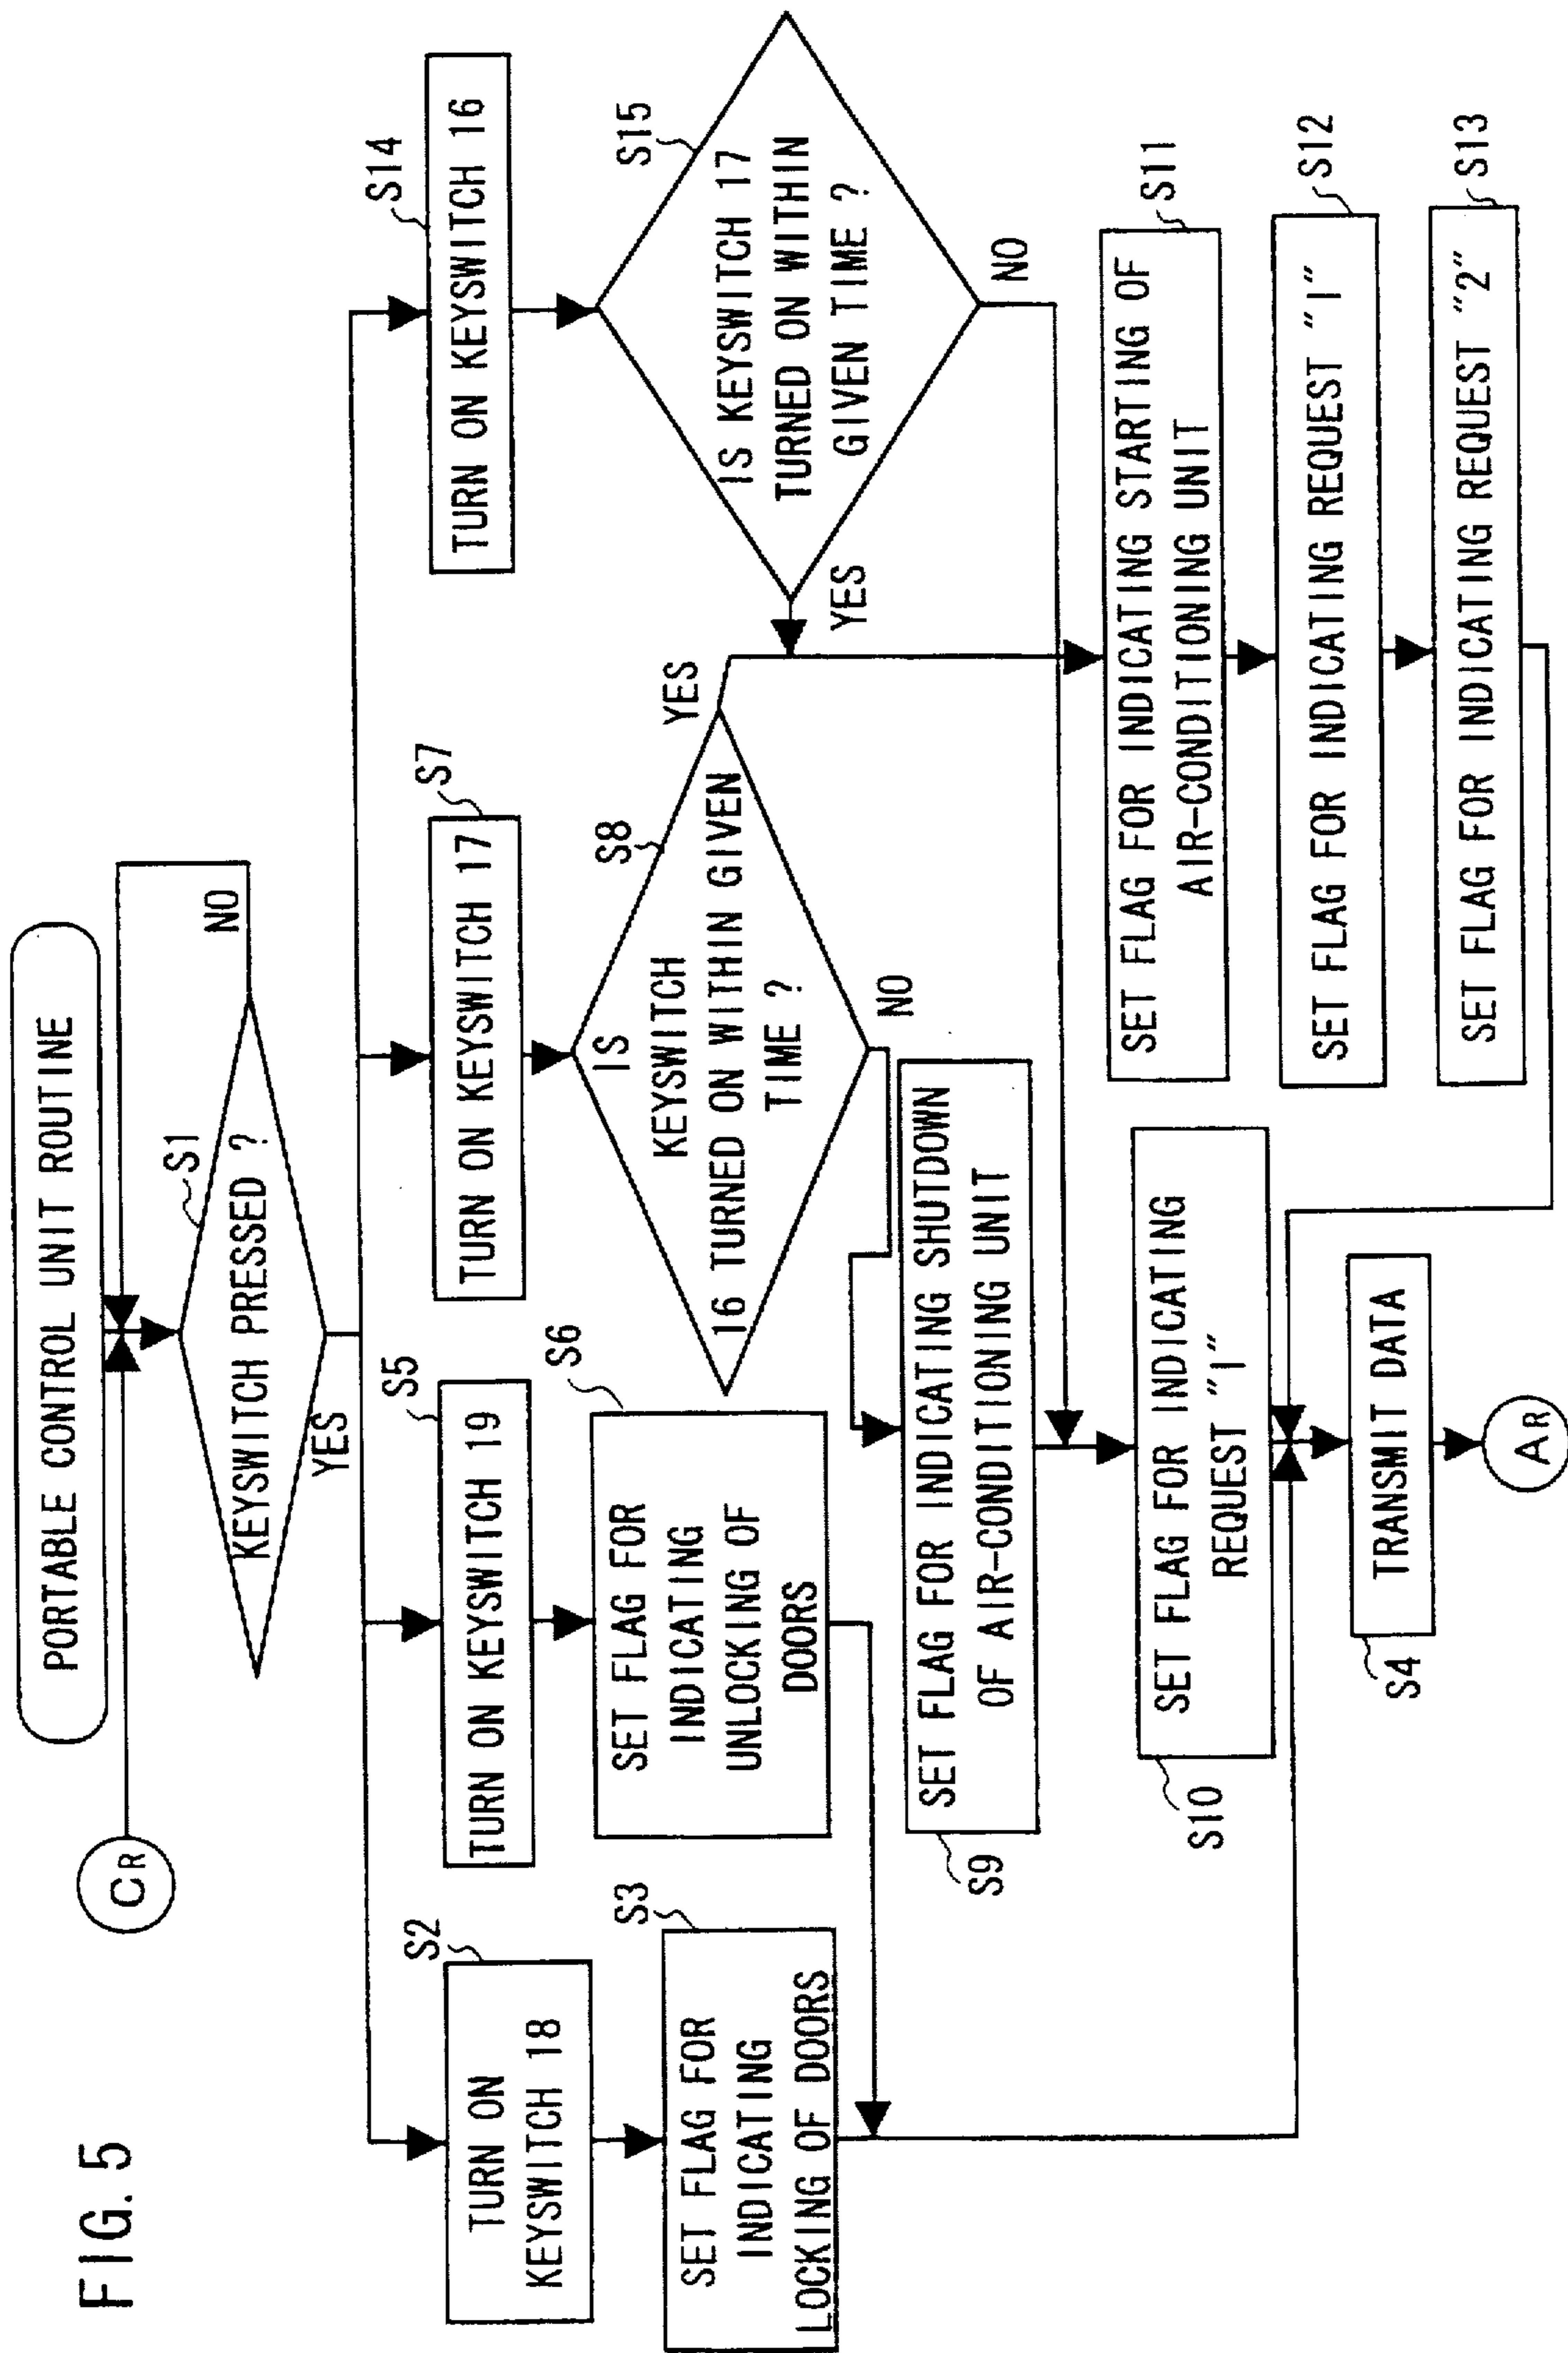 FIG. 5
PORTABLE CONTROL UNIT ROUTINE
CR
S1
KEYSWITCH PRESSED ?
NO
YES
S2
TURN ON
KEYSWITCH 18
S5
TURN ON KEYSWITCH 19
S7
TURN ON KEYSWITCH 17
S14
TURN ON KEYSWITCH 16
S3
SET FLAG FOR
INDICATING
LOCKING OF DOORS
S6
SET FLAG FOR
INDICATING
UNLOCKING OF
DOORS
S8
IS
KEYSWITCH
16 TURNED ON WITHIN GIVEN
TIME ?
YES
NO
S15
IS KEYSWITCH 17
TURNED ON WITHIN
GIVEN TIME ?
YES
NO
S9
SET FLAG FOR INDICATING SHUTDOWN
OF AIR-CONDITIONING UNIT
S11
SET FLAG FOR INDICATING STARTING OF
AIR-CONDITIONING UNIT
S10
SET FLAG FOR INDICATING
REQUEST "1"
S12
SET FLAG FOR INDICATING REQUEST "1"
S13
SET FLAG FOR INDICATING REQUEST "2"
S4
TRANSMIT DATA
AR